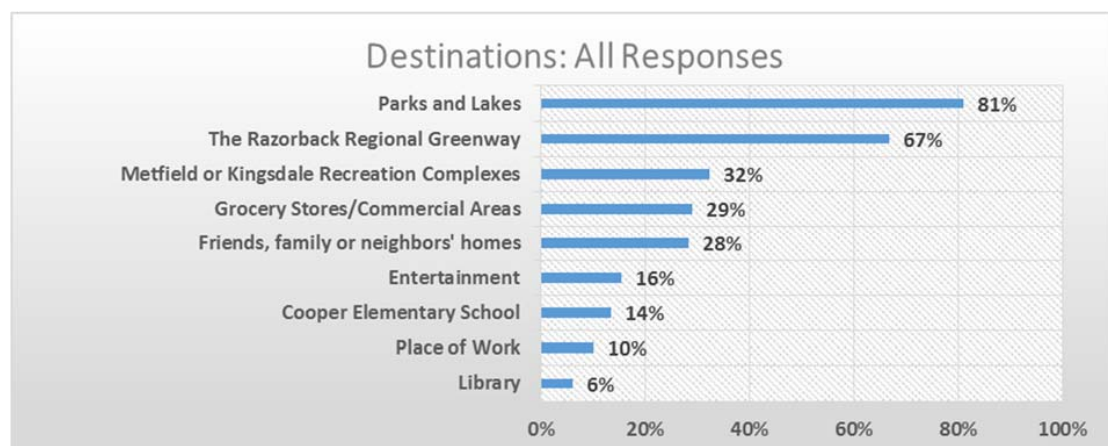 Destinations: All Responses
Parks and Lakes 81%
The Razorback Regional Greenway 67%
Metfield or Kingsdale Recreation Complexes 32%
Grocery Stores/Commercial Areas 29%
Friends, family or neighbors' homes 28%
Entertainment 16%
Cooper Elementary School 14%
Place of Work 10%
Library 6%
0% 20% 40% 60% 80% 100%